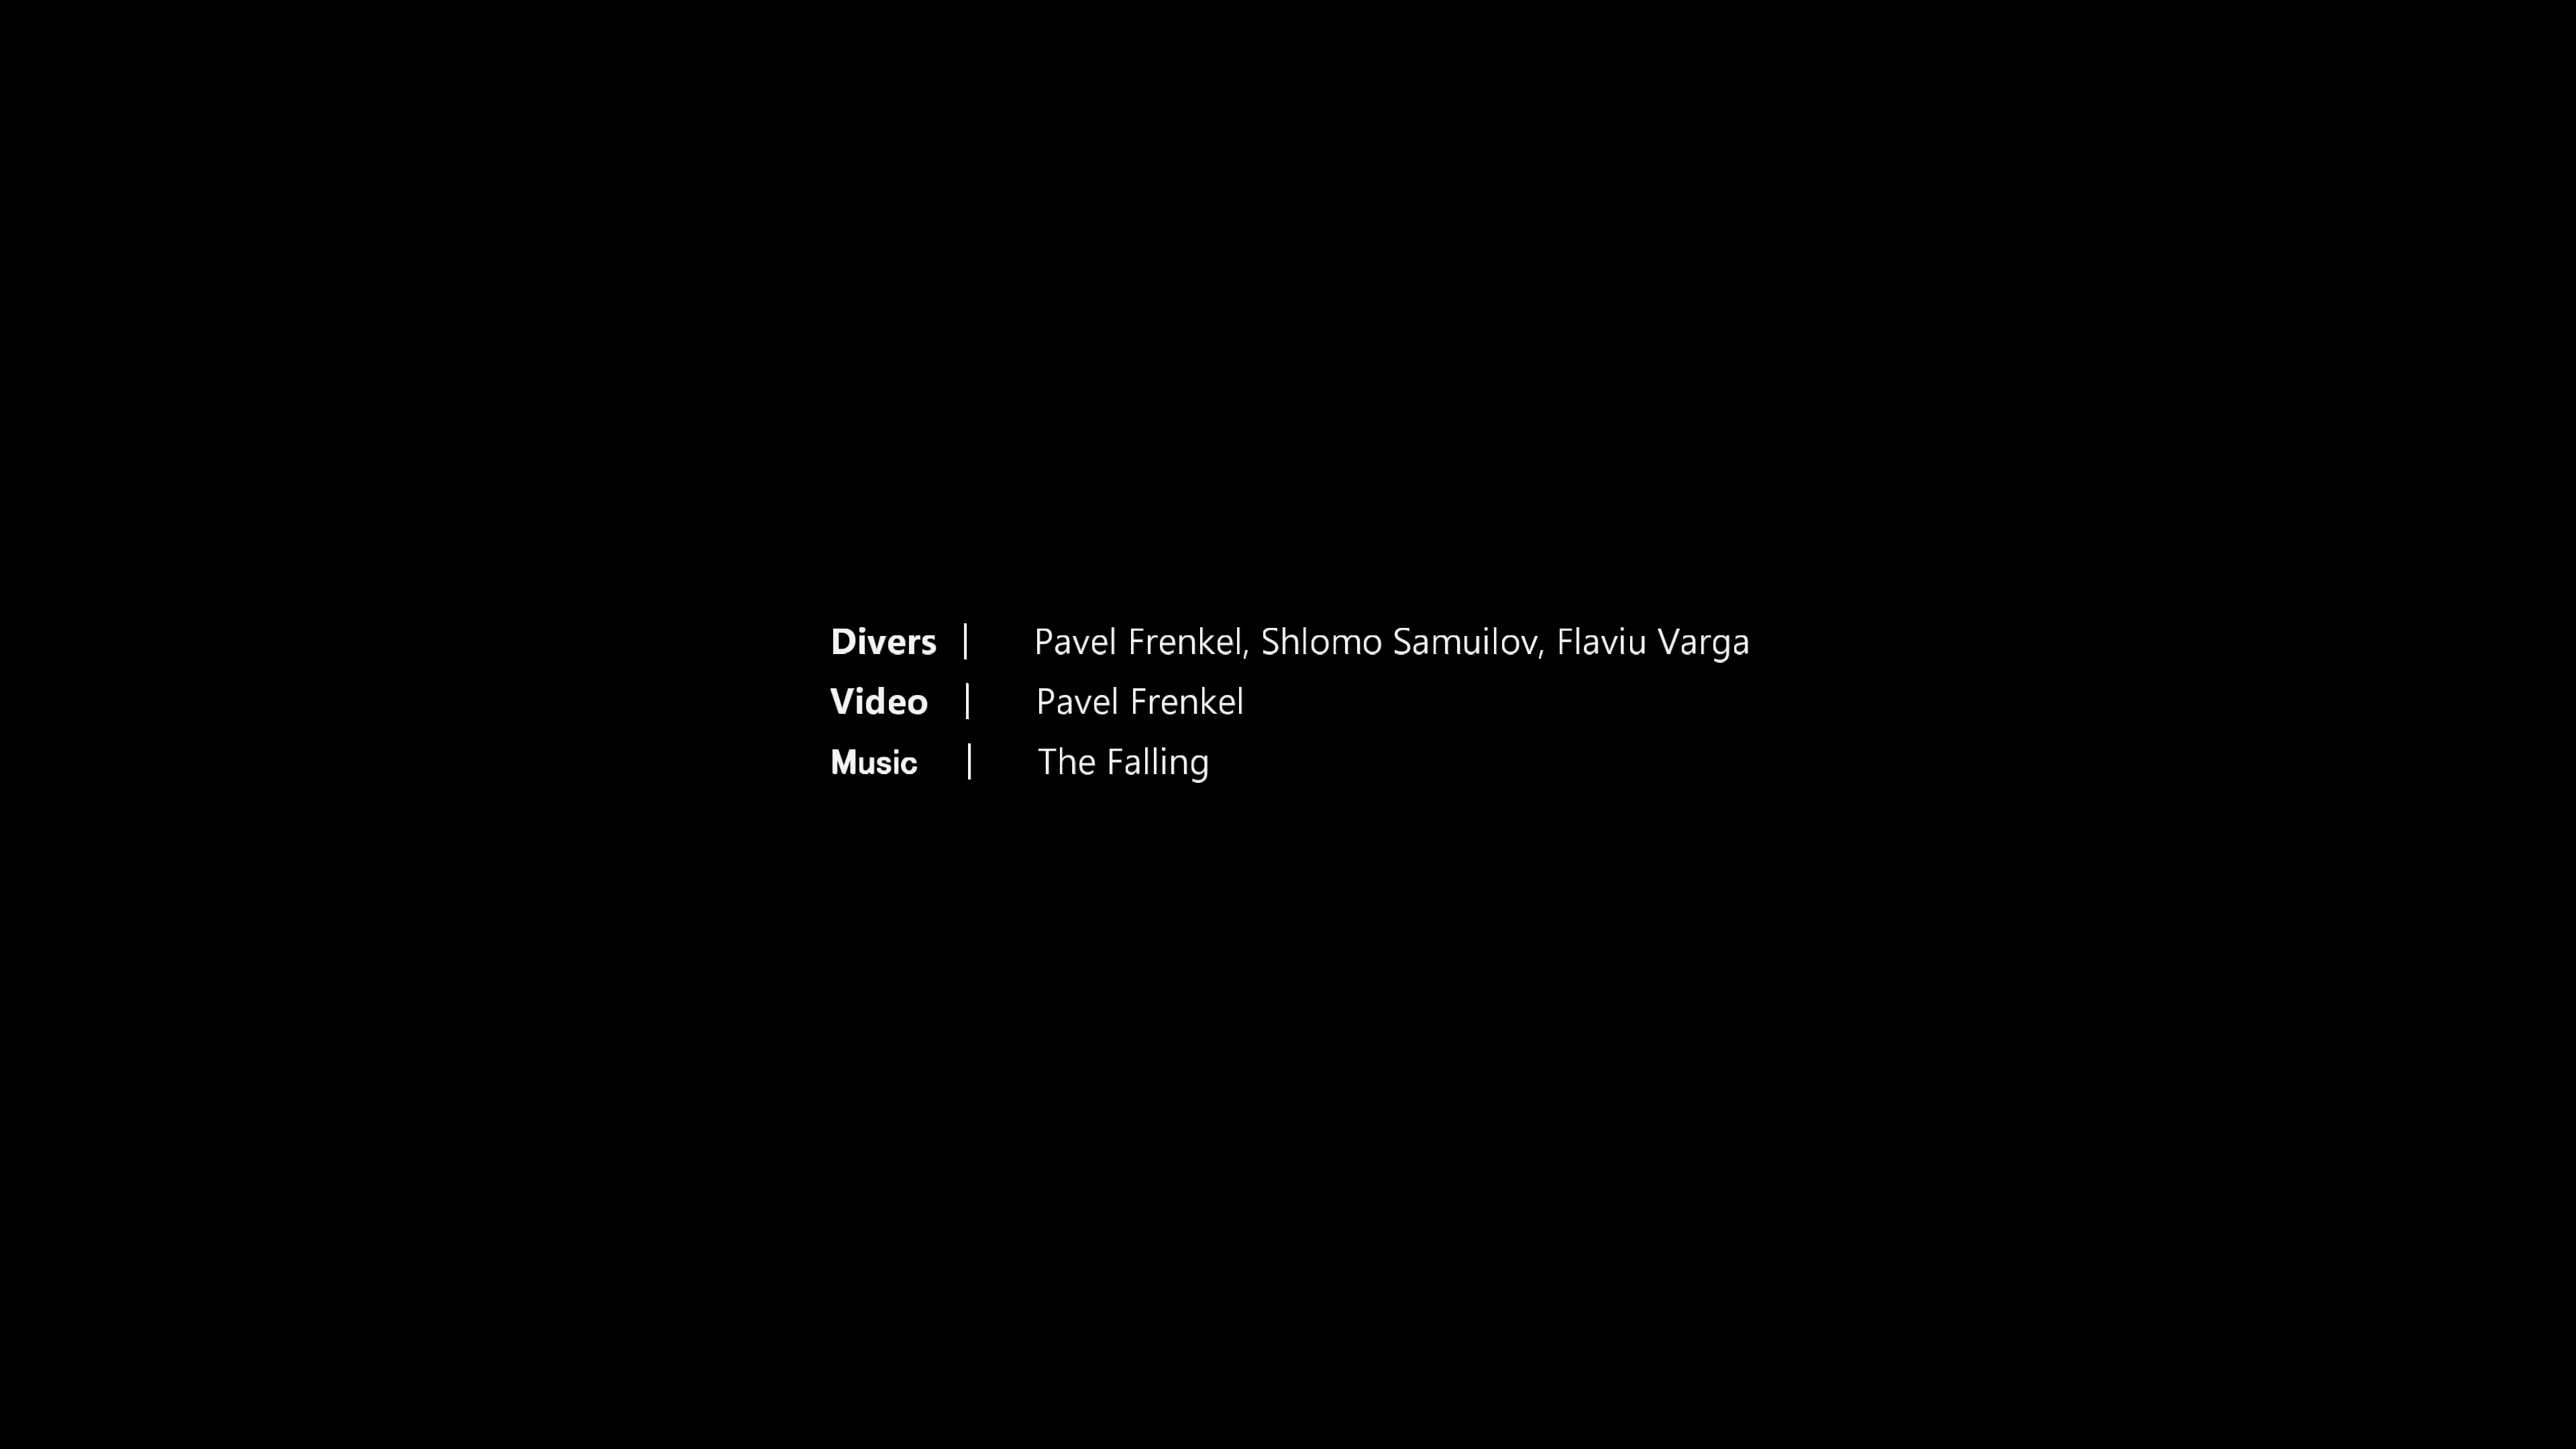 Divers | Pavel Frenkel, Shlomo Samuilov, Flaviu Varga
Video | Pavel Frenkel
Music | The Falling